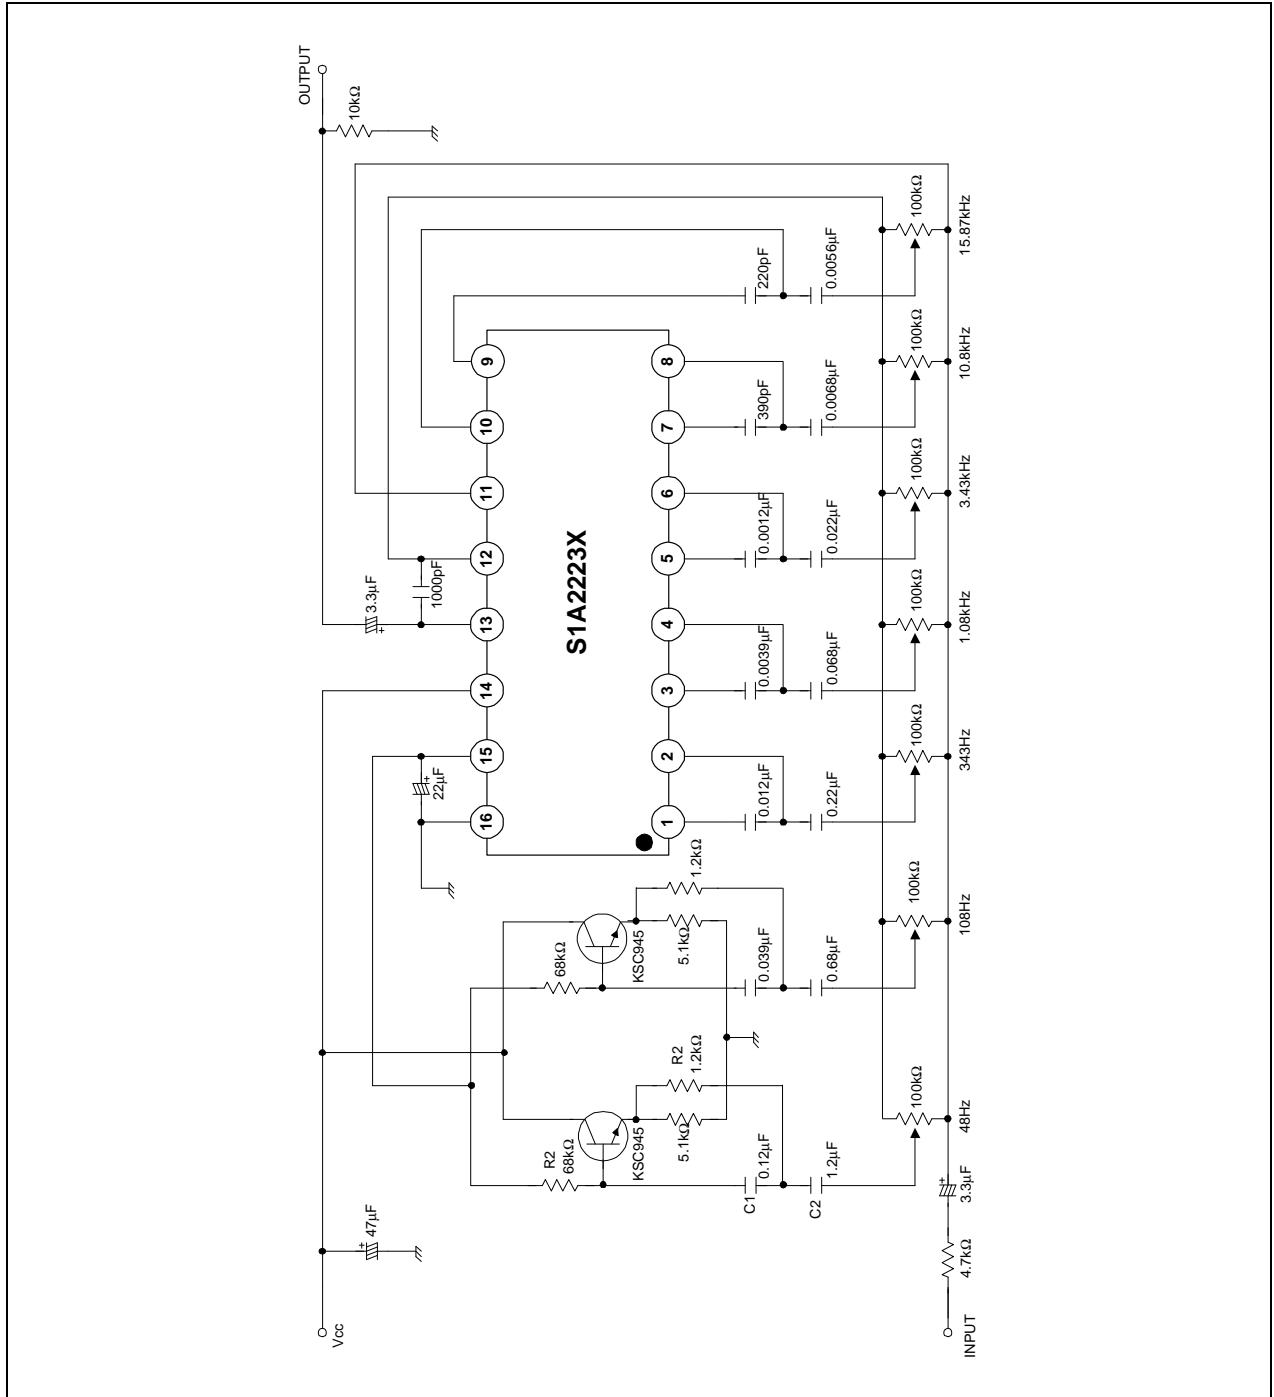 OUTPUT
10kΩ
3.3µF
+
1000pF
22µF
+
47µF
+
Vcc
16
15
14
13
12
11
10
9
S1A2223X
1
2
3
4
5
6
7
8
R2
68kΩ
KSC945
5.1kΩ
R2
1.2kΩ
68kΩ
KSC945
5.1kΩ
1.2kΩ
C1
0.12µF
C2
1.2µF
0.039µF
0.68µF
0.012µF
0.22µF
0.0039µF
0.068µF
0.0012µF
0.022µF
390pF
0.0068µF
220pF
0.0056µF
100kΩ
100kΩ
100kΩ
100kΩ
100kΩ
100kΩ
100kΩ
INPUT
4.7kΩ
+
3.3µF
48Hz
108Hz
343Hz
1.08kHz
3.43kHz
10.8kHz
15.87kHz